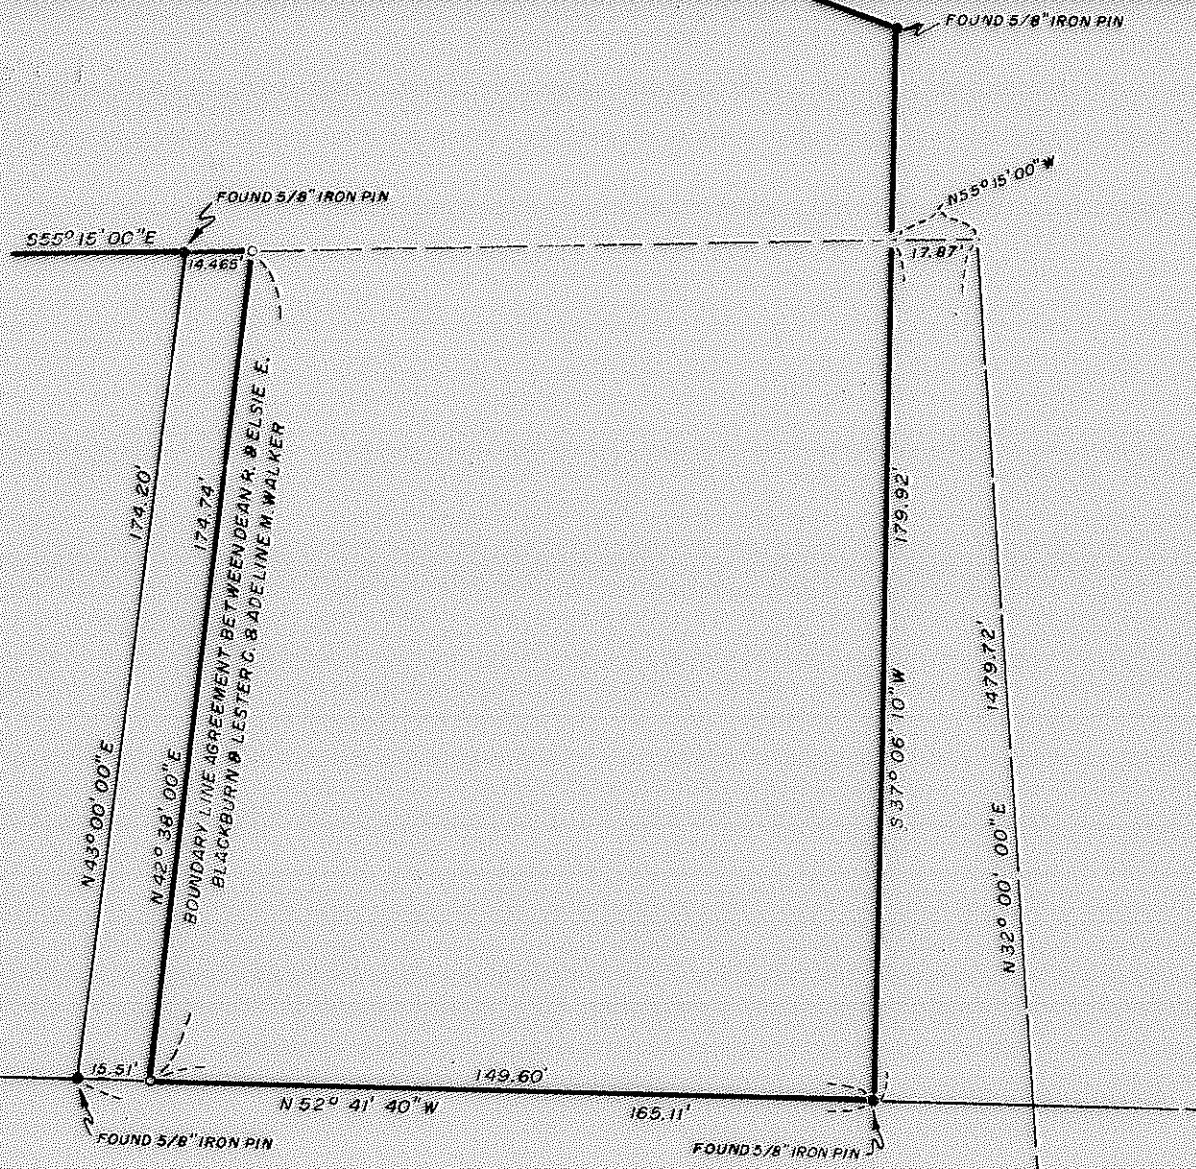 FOUND 5/8" IRON PIN
N55° 15' 00" W
FOUND 5/8" IRON PIN
S55° 15' 00" E
14.465'
17.87'
174.20'
174.74'
BOUNDARY LINE AGREEMENT BETWEEN DEAN R. & ELSIE E.
BLACKBURN & LESTER C. & ADELINE M. WALKER
179.92'
1479.72'
N 43° 00' 00" E
N 42° 38' 00" E
S 37° 06' 10" W
N 32° 00' 00" E
15.51'
149.60'
N 52° 41' 40" W
165.11'
FOUND 5/8" IRON PIN
FOUND 5/8" IRON PIN